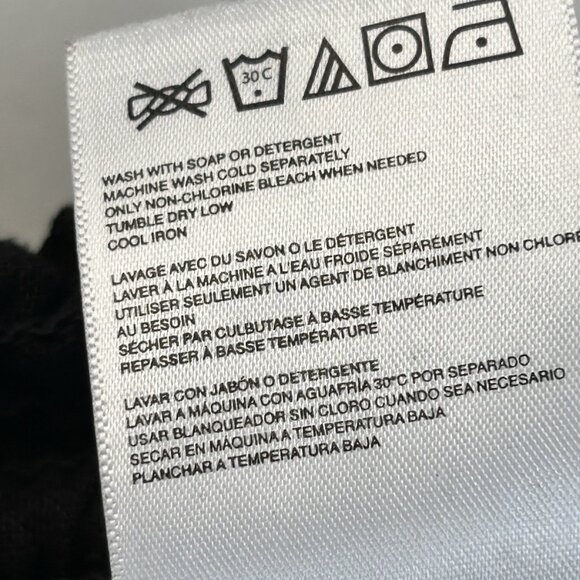 30 C
WASH WITH SOAP OR DETERGENT
MACHINE WASH COLD SEPARATELY
ONLY NON-CHLORINE BLEACH WHEN NEEDED
TUMBLE DRY LOW
COOL IRON
LAVAGE AVEC DU SAVON O LE DÉTERGENT
LAVER À LA MACHINE A L'EAU FROIDE SÉPARÉMENT
UTILISER SEULEMENT UN AGENT DE BLANCHIMENT NON CHLORE
AU BESOIN
SÉCHER PAR CULBUTAGE À BASSE TEMPÉRATURE
REPASSER À BASSE TEMPÉRATURE
LAVAR CON JABÓN O DETERGENTE
LAVAR A MÁQUINA CON AGUAFRÍA 30°C POR SEPARADO
USAR BLANQUEADOR SIN CLORO CUANDO SEA NECESARIO
SECAR EN MÁQUINA A TEMPERATURA BAJA
PLANCHAR A TEMPERATURA BAJA